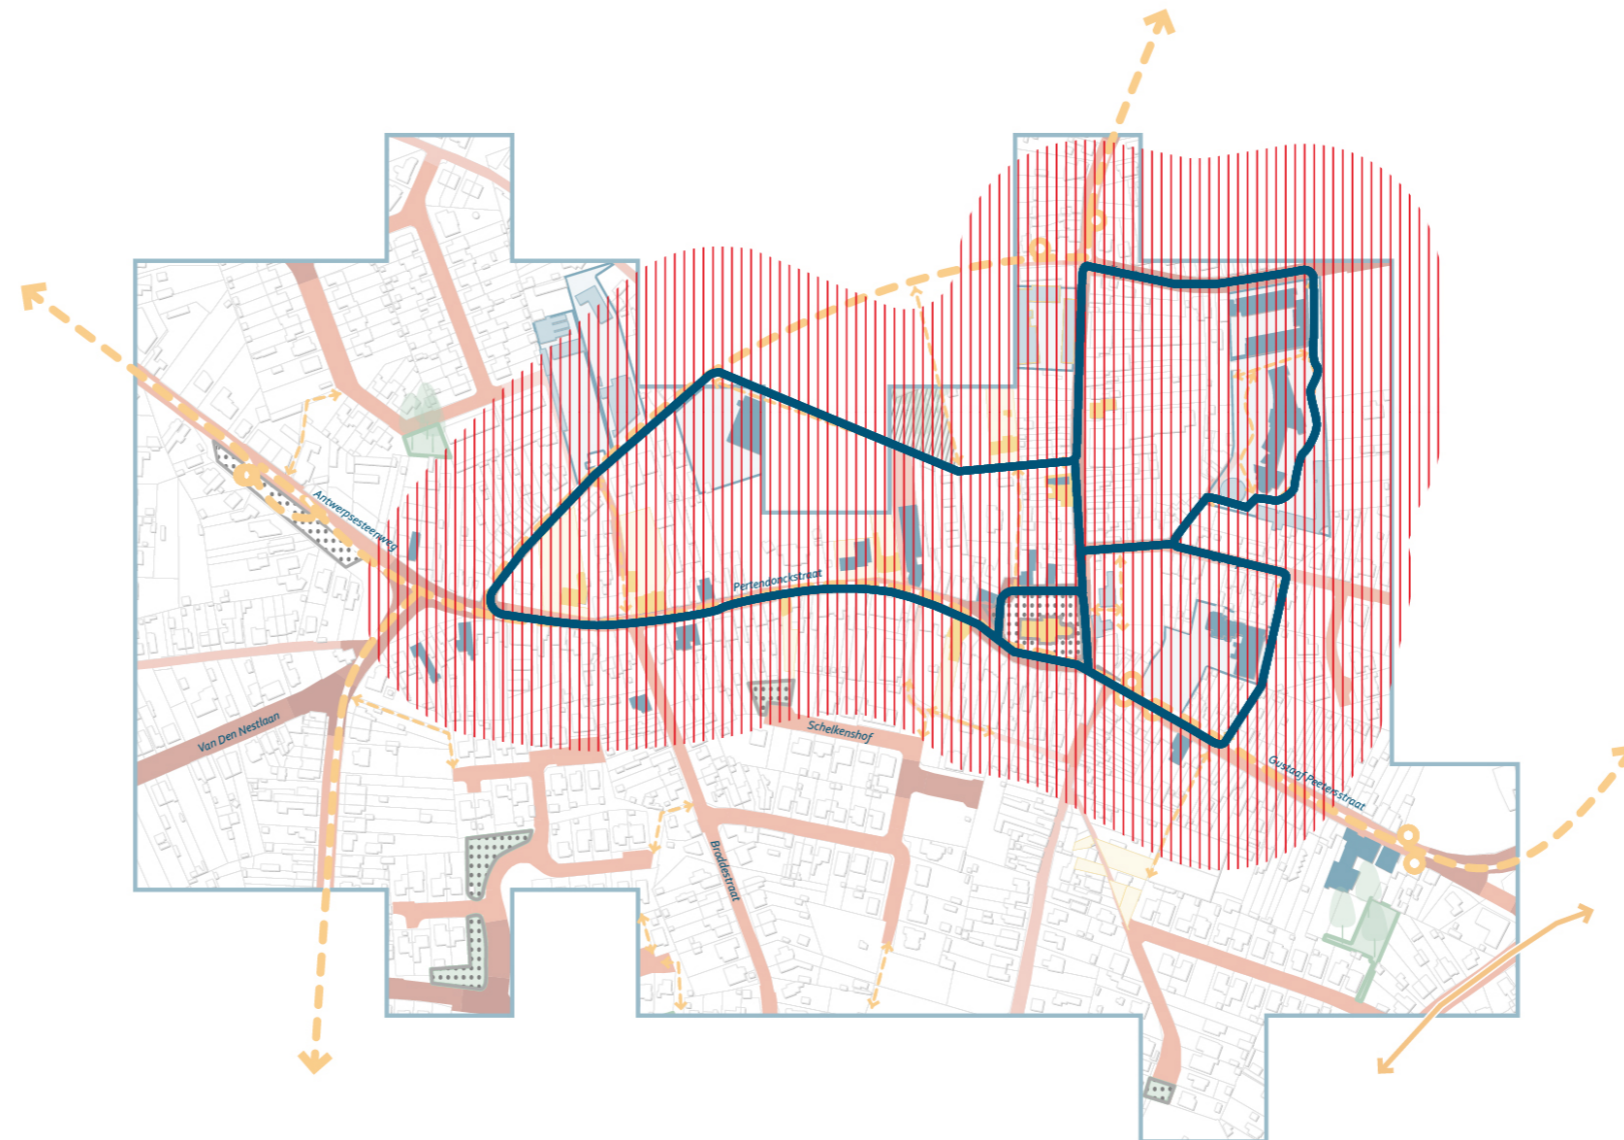 Antwerpsesteenweg
Pertendonckstraat
Van Den Nestlaan
Schelkenshof
Gustaaf Peetersstraat
Broddestraat